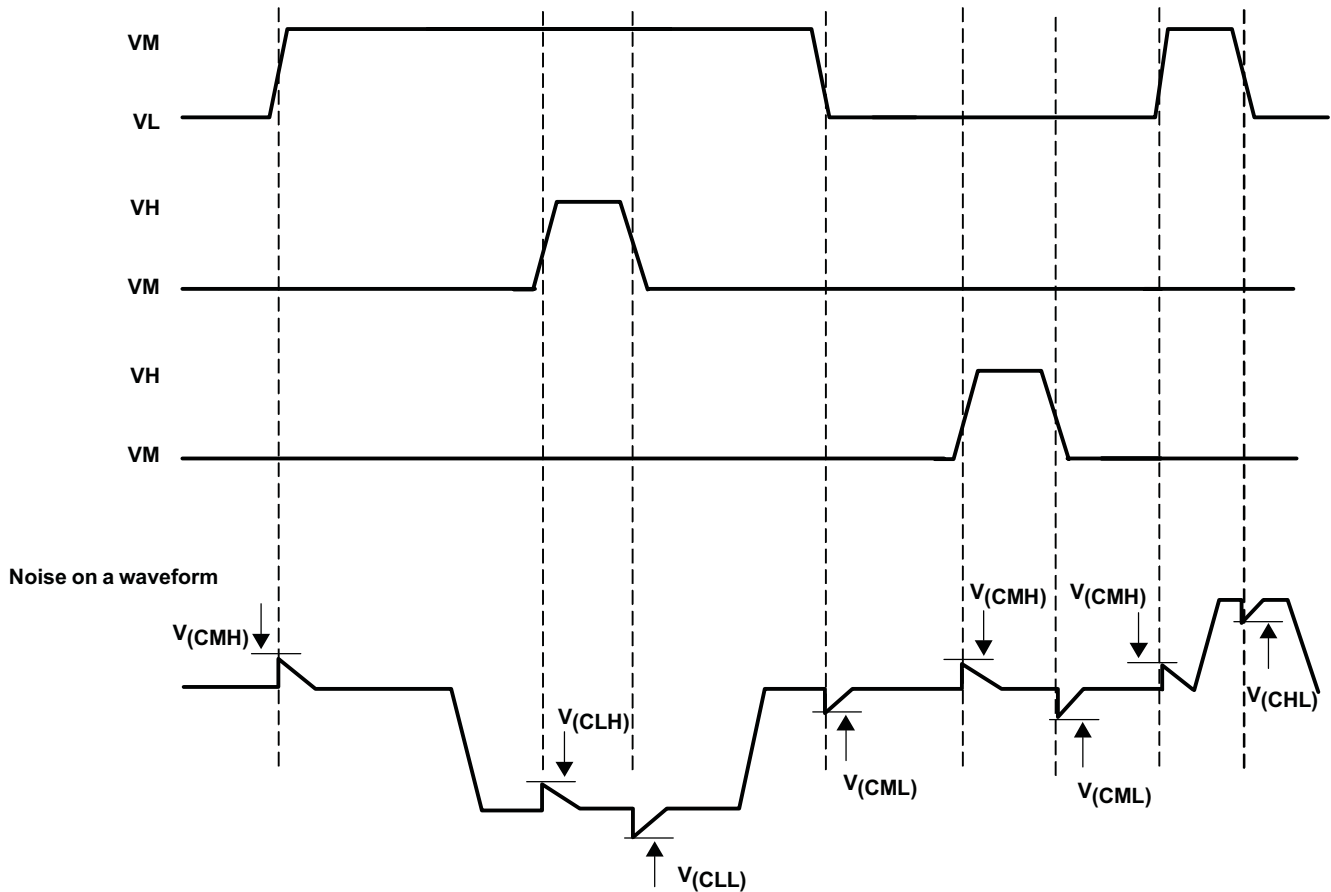 VM
VL
VH
VM
VH
VM
Noise on a waveform
V(CMH)
V(CMH)
V(CMH)
V(CLH)
V(CHL)
V(CML)
V(CML)
V(CLL)